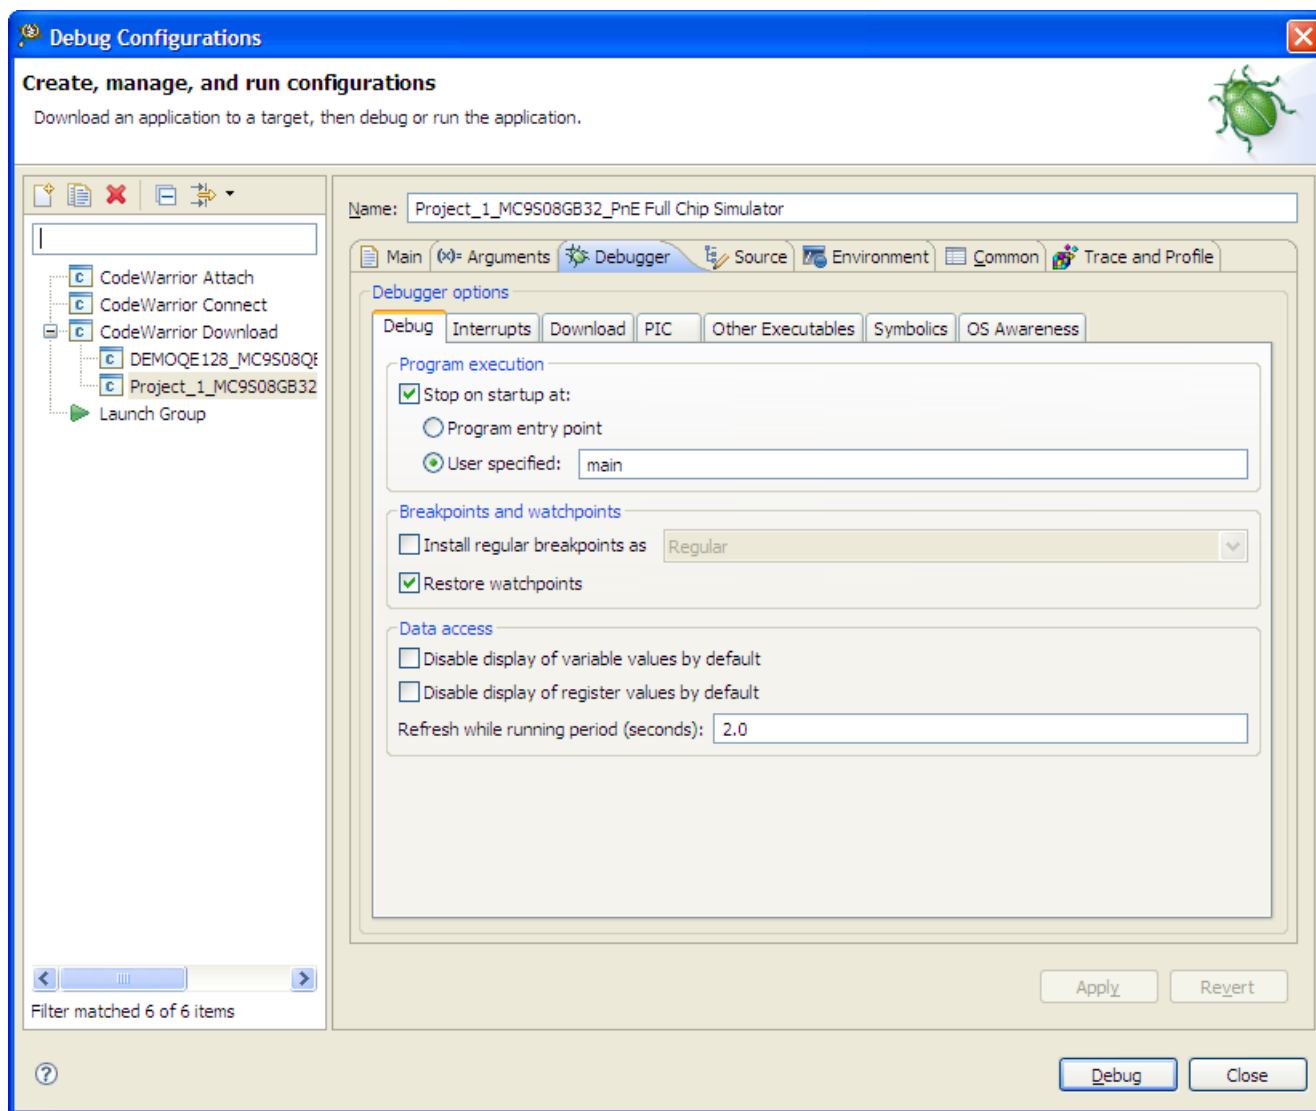 Debug Configurations
Create, manage, and run configurations
Download an application to a target, then debug or run the application.
CodeWarrior Attach
CodeWarrior Connect
CodeWarrior Download
DEMOQE128_MC9S08QE
Project_1_MC9S08GB32
Launch Group
Filter matched 6 of 6 items
Name: Project_1_MC9S08GB32_PnE Full Chip Simulator
Main (x)= Arguments Debugger Source Environment Common Trace and Profile
Debugger options
Debug Interrupts Download PIC Other Executables Symbolics OS Awareness
Program execution
Stop on startup at:
Program entry point
User specified: main
Breakpoints and watchpoints
Install regular breakpoints as Regular
Restore watchpoints
Data access
Disable display of variable values by default
Disable display of register values by default
Refresh while running period (seconds): 2.0
Apply Revert
Debug Close